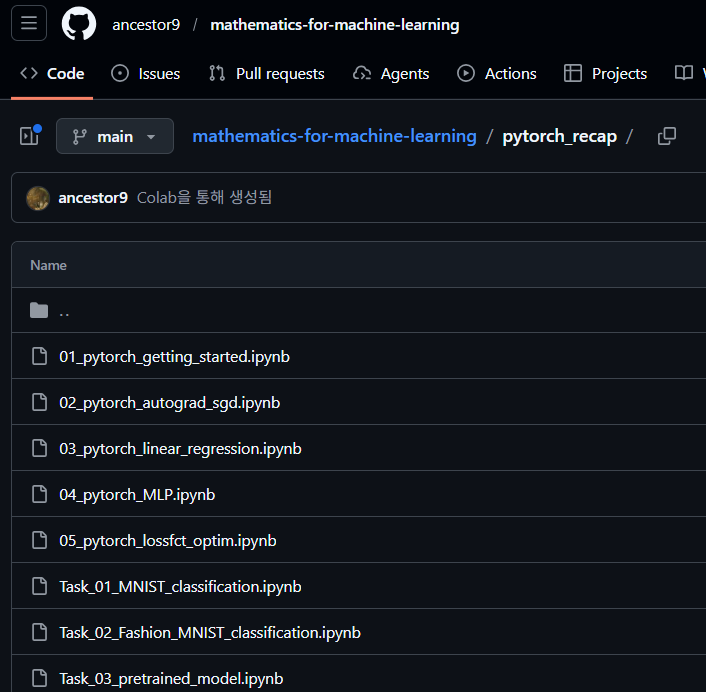 ancestor9 / mathematics-for-machine-learning
Code Issues Pull requests Agents Actions Projects
main mathematics-for-machine-learning / pytorch_recap /
ancestor9 Colab을 통해 생성됨
Name
..
01_pytorch_getting_started.ipynb
02_pytorch_autograd_sgd.ipynb
03_pytorch_linear_regression.ipynb
04_pytorch_MLP.ipynb
05_pytorch_lossfct_optim.ipynb
Task_01_MNIST_classification.ipynb
Task_02_Fashion_MNIST_classification.ipynb
Task_03_pretrained_model.ipynb